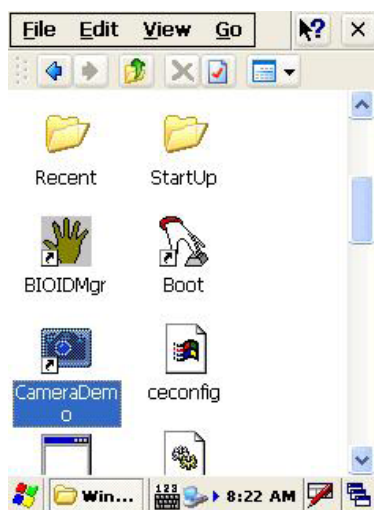 File Edit View Go
?
Recent StartUp
BIOIDMgr Boot
CameraDem
o
ceconfig
Win... 123 8:22 AM